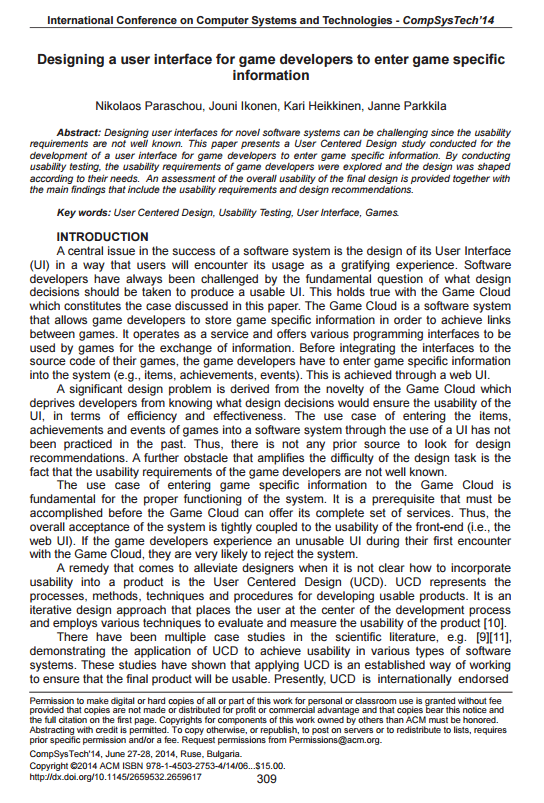 International Conference on Computer Systems and Technologies - CompSysTech'14
Designing a user interface for game developers to enter game specific
information
Nikolaos Paraschou, Jouni Ikonen, Kari Heikkinen, Janne Parkkila
Abstract: Designing user interfaces for novel software systems can be challenging since the usability
requirements are not well known. This paper presents a User Centered Design study conducted for the
development of a user interface for game developers to enter game specific information. By conducting
usability testing, the usability requirements of game developers were explored and the design was shaped
according to their needs. An assessment of the overall usability of the final design is provided together with
the main findings that include the usability requirements and design recommendations.
Key words: User Centered Design, Usability Testing, User Interface, Games.
INTRODUCTION
A central issue in the success of a software system is the design of its User Interface
(UI) in a way that users will encounter its usage as a gratifying experience. Software
developers have always been challenged by the fundamental question of what design
decisions should be taken to produce a usable UI. This holds true with the Game Cloud
which constitutes the case discussed in this paper. The Game Cloud is a software system
that allows game developers to store game specific information in order to achieve links
between games. It operates as a service and offers various programming interfaces to be
used by games for the exchange of information. Before integrating the interfaces to the
source code of their games, the game developers have to enter game specific information
into the system (e.g., items, achievements, events). This is achieved through a web UI.
A significant design problem is derived from the novelty of the Game Cloud which
deprives developers from knowing what design decisions would ensure the usability of the
UI, in terms of efficiency and effectiveness. The use case of entering the items,
achievements and events of games into a software system through the use of a UI has not
been practiced in the past. Thus, there is not any prior source to look for design
recommendations. A further obstacle that amplifies the difficulty of the design task is the
fact that the usability requirements of the game developers are not well known.
The use case of entering game specific information to the Game Cloud is
fundamental for the proper functioning of the system. It is a prerequisite that must be
accomplished before the Game Cloud can offer its complete set of services. Thus, the
overall acceptance of the system is tightly coupled to the usability of the front-end (i.e., the
web UI). If the game developers experience an unusable UI during their first encounter
with the Game Cloud, they are very likely to reject the system.
A remedy that comes to alleviate designers when it is not clear how to incorporate
usability into a product is the User Centered Design (UCD). UCD represents the
processes, methods, techniques and procedures for developing usable products. It is an
iterative design approach that places the user at the center of the development process
and employs various techniques to evaluate and measure the usability of the product [10].
There have been multiple case studies in the scientific literature, e.g. [9][11],
demonstrating the application of UCD to achieve usability in various types of software
systems. These studies have shown that applying UCD is an established way of working
to ensure that the final product will be usable. Presently, UCD is internationally endorsed
Permission to make digital or hard copies of all or part of this work for personal or classroom use is granted without fee
provided that copies are not made or distributed for profit or commercial advantage and that copies bear this notice and
the full citation on the first page. Copyrights for components of this work owned by others than ACM must be honored.
Abstracting with credit is permitted. To copy otherwise, or republish, to post on servers or to redistribute to lists, requires
prior specific permission and/or a fee. Request permissions from Permissions@acm.org.
CompSysTech'14, June 27-28, 2014, Ruse, Bulgaria.
Copyright ©2014 ACM ISBN 978-1-4503-2753-4/14/06...$15.00.
http://dx.doi.org/10.1145/2659532.2659617
309